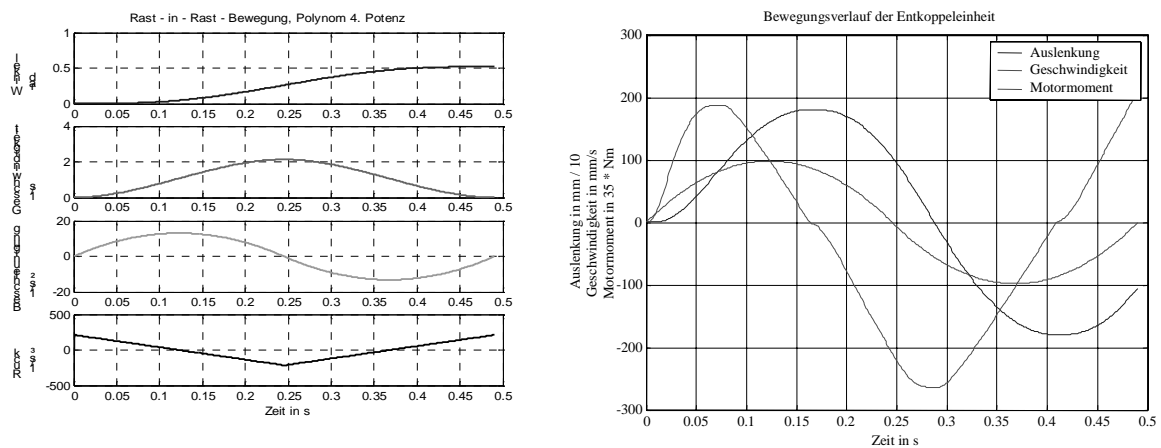 Rast - in - Rast - Bewegung, Polynom 4. Potenz
1
0.5
0
0 0.05 0.1 0.15 0.2 0.25 0.3 0.35 0.4 0.45 0.5
4
2
0
0 0.05 0.1 0.15 0.2 0.25 0.3 0.35 0.4 0.45 0.5
20
0
-20
0 0.05 0.1 0.15 0.2 0.25 0.3 0.35 0.4 0.45 0.5
500
0
-500
0 0.05 0.1 0.15 0.2 0.25 0.3 0.35 0.4 0.45 0.5
Zeit in s
Bewegungsverlauf der Entkoppeleinheit
Auslenkung in mm / 10
Geschwindigkeit in mm/s
Motormoment in 35 * Nm
300
200
100
0
-100
-200
-300
Auslenkung
Geschwindigkeit
Motormoment
0 0.05 0.1 0.15 0.2 0.25 0.3 0.35 0.4 0.45 0.5
Zeit in s